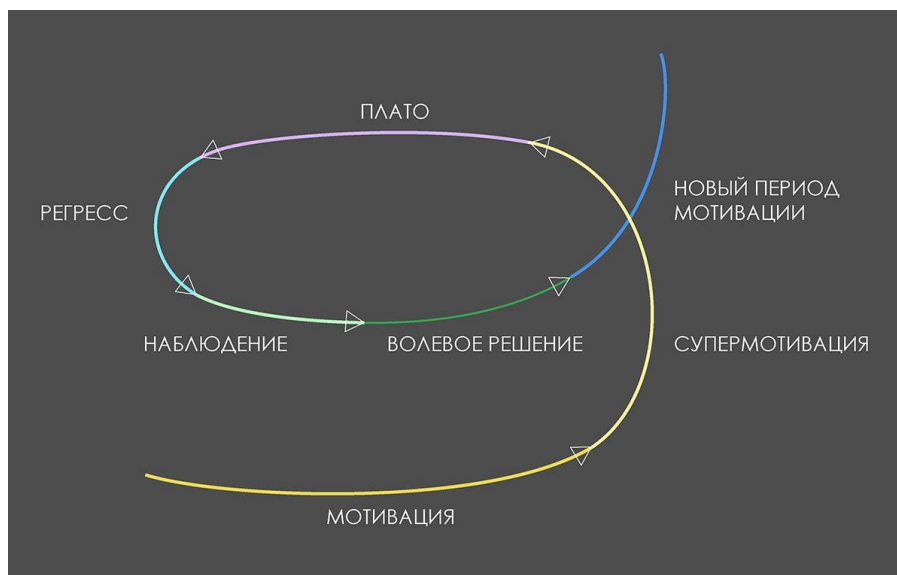 ПЛАТО
НОВЫЙ ПЕРИОД
МОТИВАЦИИ
РЕГРЕСС
НАБЛЮДЕНИЕ
ВОЛЕВОЕ РЕШЕНИЕ
СУПЕРМОТИВАЦИЯ
МОТИВАЦИЯ